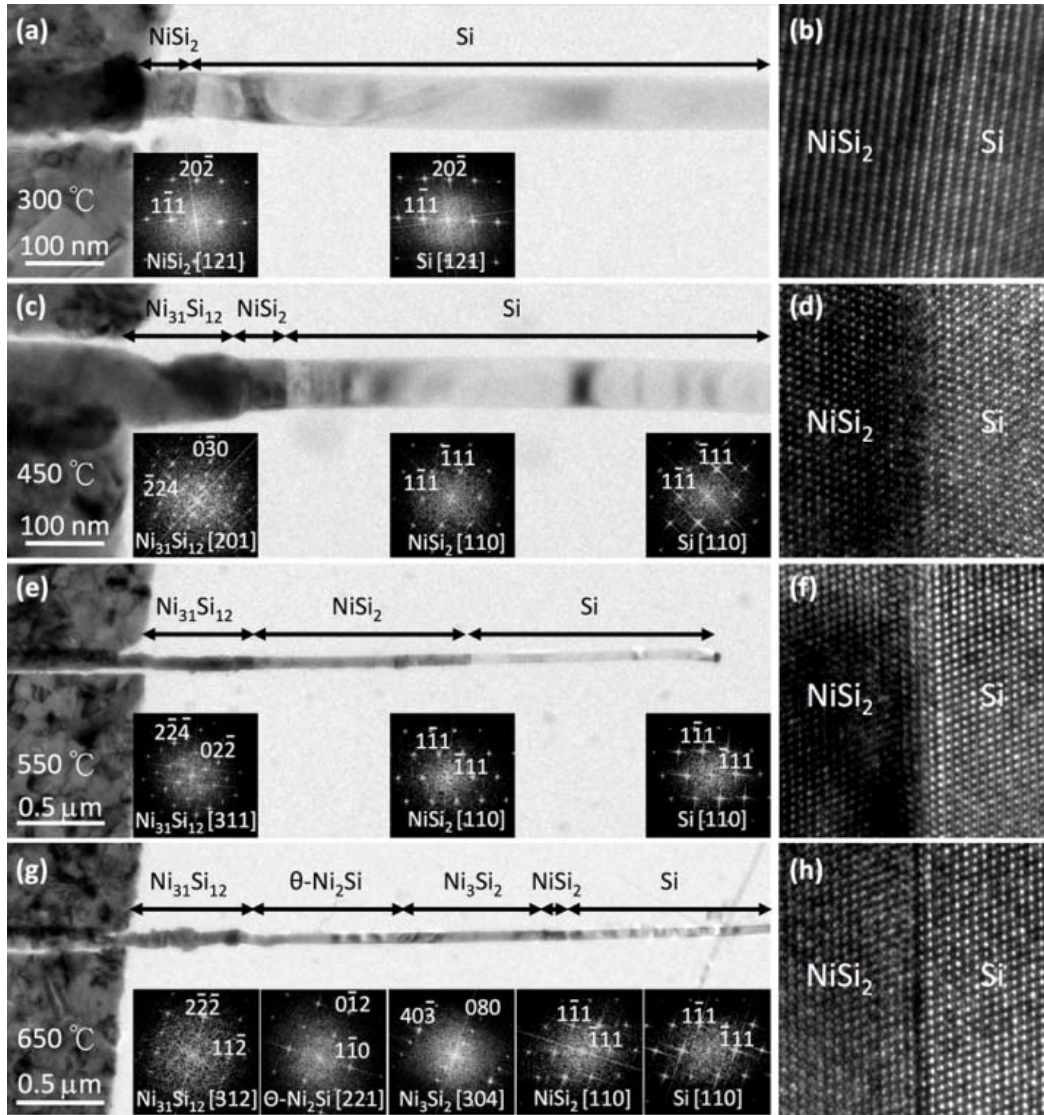 (a)
NiSi₂
Si
300 ℃
100 nm
20̄2̄
11̄1
NiSi₂ [121]
202̄
11̄1
Si [121]
(b)
NiSi₂
Si
(c)
Ni₃₁Si₁₂
NiSi₂
Si
450 ℃
100 nm
03̄0
2̄24
Ni₃₁Si₁₂ [201]
1̄11
11̄1
NiSi₂ [110]
1̄11
11̄1
Si [110]
(d)
NiSi₂
Si
(e)
Ni₃₁Si₁₂
NiSi₂
Si
550 ℃
0.5 μm
22̄4̄
022̄
Ni₃₁Si₁₂ [311]
11̄1
1̄11
NiSi₂ [110]
11̄1
1̄11
Si [110]
(f)
NiSi₂
Si
(g)
Ni₃₁Si₁₂
θ-Ni₂Si
Ni₃Si₂
NiSi₂
Si
650 ℃
0.5 μm
22̄2̄
112̄
Ni₃₁Si₁₂ [312]
01̄2
11̄0
Θ-Ni₂Si [221]
403̄
080
Ni₃Si₂ [304]
11̄1
1̄11
NiSi₂ [110]
11̄1
1̄11
Si [110]
(h)
NiSi₂
Si